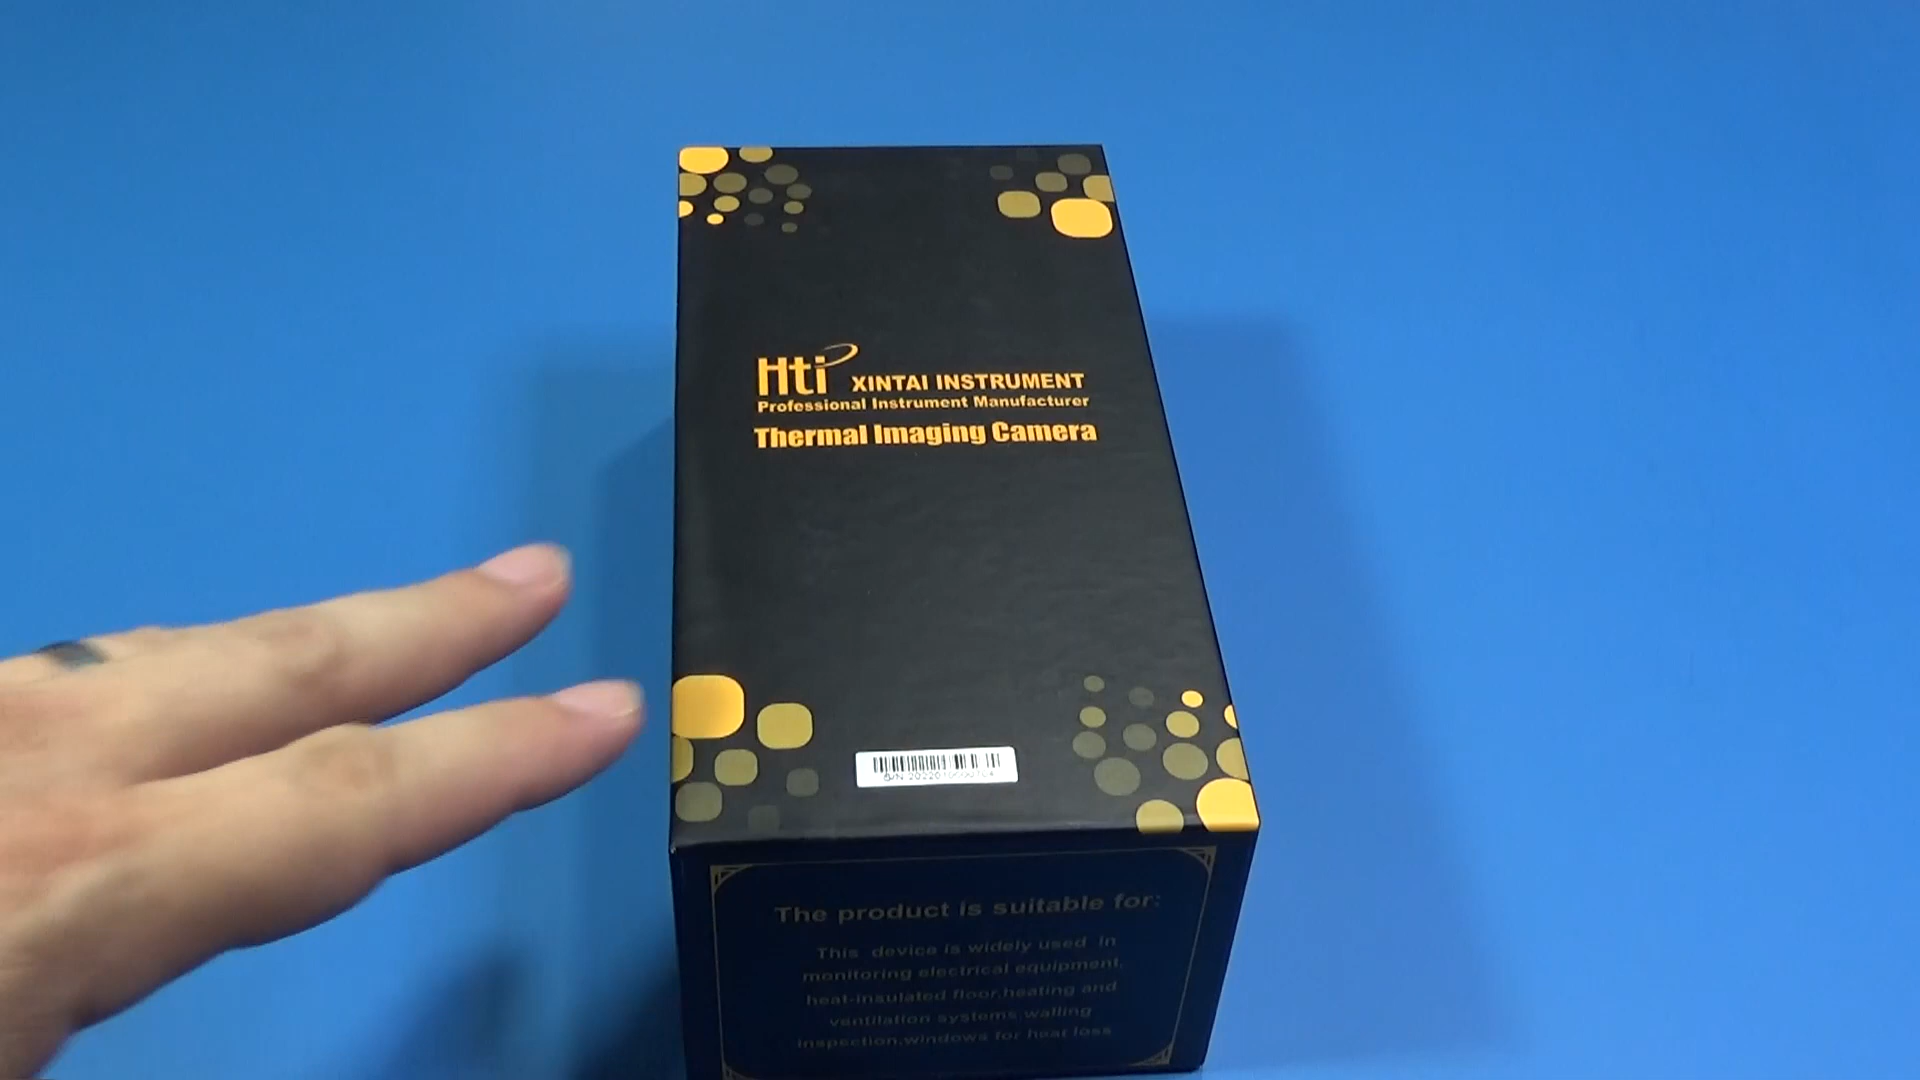 Hti XINTAI INSTRUMENT
Professional Instrument Manufacturer
Thermal Imaging Camera
The product is suitable for:
This device is widely used in
monitoring electrical equipment,
heat-insulated floor,heating and
ventilation systems,walling
inspection,windows for heat loss